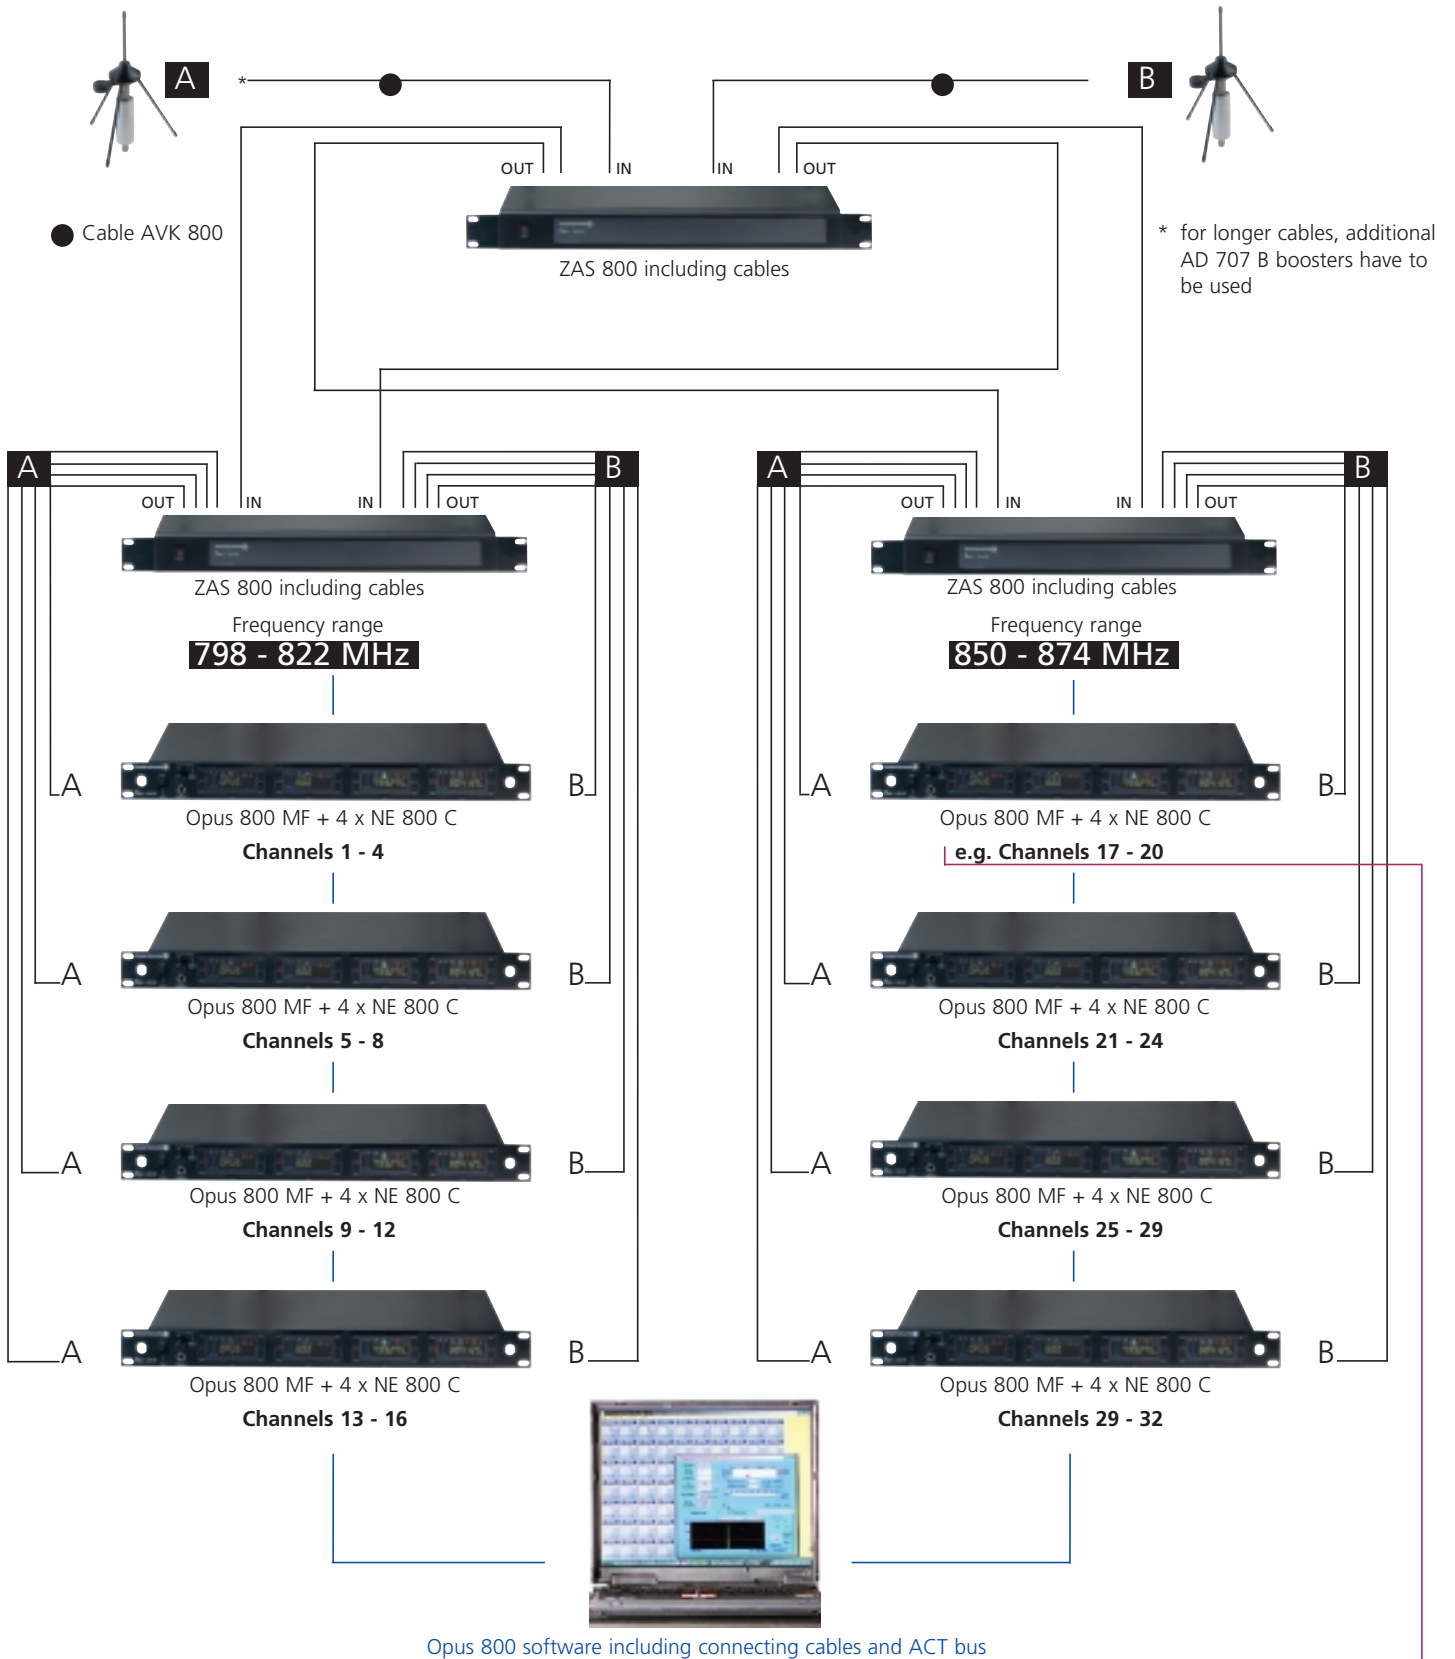 A
*
B
OUT
IN
IN
OUT
Cable AVK 800
* for longer cables, additional
AD 707 B boosters have to
be used
ZAS 800 including cables
A
B
A
B
OUT
IN
IN
OUT
OUT
IN
IN
OUT
ZAS 800 including cables
ZAS 800 including cables
Frequency range
798 - 822 MHz
Frequency range
850 - 874 MHz
A
B
A
B
Opus 800 MF + 4 x NE 800 C
Channels 1 - 4
Opus 800 MF + 4 x NE 800 C
e.g. Channels 17 - 20
A
B
A
B
Opus 800 MF + 4 x NE 800 C
Channels 5 - 8
Opus 800 MF + 4 x NE 800 C
Channels 21 - 24
A
B
A
B
Opus 800 MF + 4 x NE 800 C
Channels 9 - 12
Opus 800 MF + 4 x NE 800 C
Channels 25 - 29
A
B
A
B
Opus 800 MF + 4 x NE 800 C
Channels 13 - 16
Opus 800 MF + 4 x NE 800 C
Channels 29 - 32
Opus 800 software including connecting cables and ACT bus